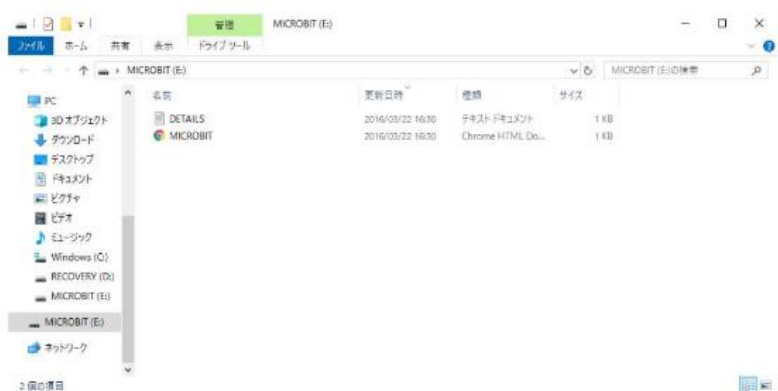 管理 MICROBIT (E:)
ファイル ホーム 共有 表示 ドライブ ツール
MICROBIT (E:) MICROBIT (E:)の検索
PC
3D オブジェクト
ダウンロード
デスクトップ
ドキュメント
ピクチャ
ビデオ
ミュージック
Windows (C:)
RECOVERY (D:)
MICROBIT (E:)
MICROBIT (E:)
ネットワーク
名前 更新日時 種類 サイズ
DETAILS 2016/03/22 16:30 テキスト ドキュメント 1 KB
MICROBIT 2016/03/22 16:30 Chrome HTML Do... 1 KB
2 個の項目